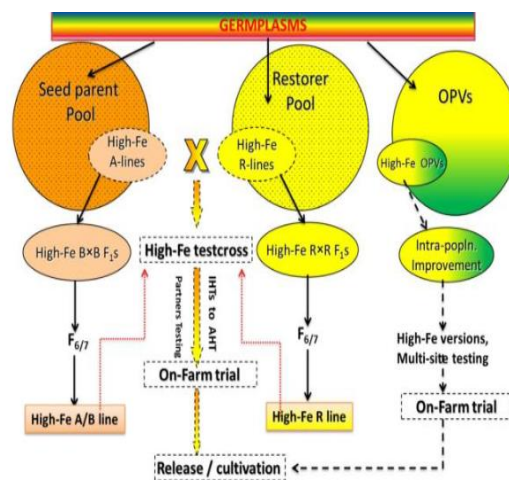 GERMPLASMS
Seed parent
Pool
High-Fe
A-lines
X
Restorer
Pool
High-Fe
R-lines
OPVs
High-Fe OPVs
High-Fe B×B F₁s
High-Fe testcross
High-Fe R×R F₁s
Intra-popln.
Improvement
IHTs to AHT
Partners Testing
F₆/₇
F₆/₇
High-Fe versions,
Multi-site testing
On-Farm trial
On-Farm trial
High-Fe A/B line
High-Fe R line
Release / cultivation